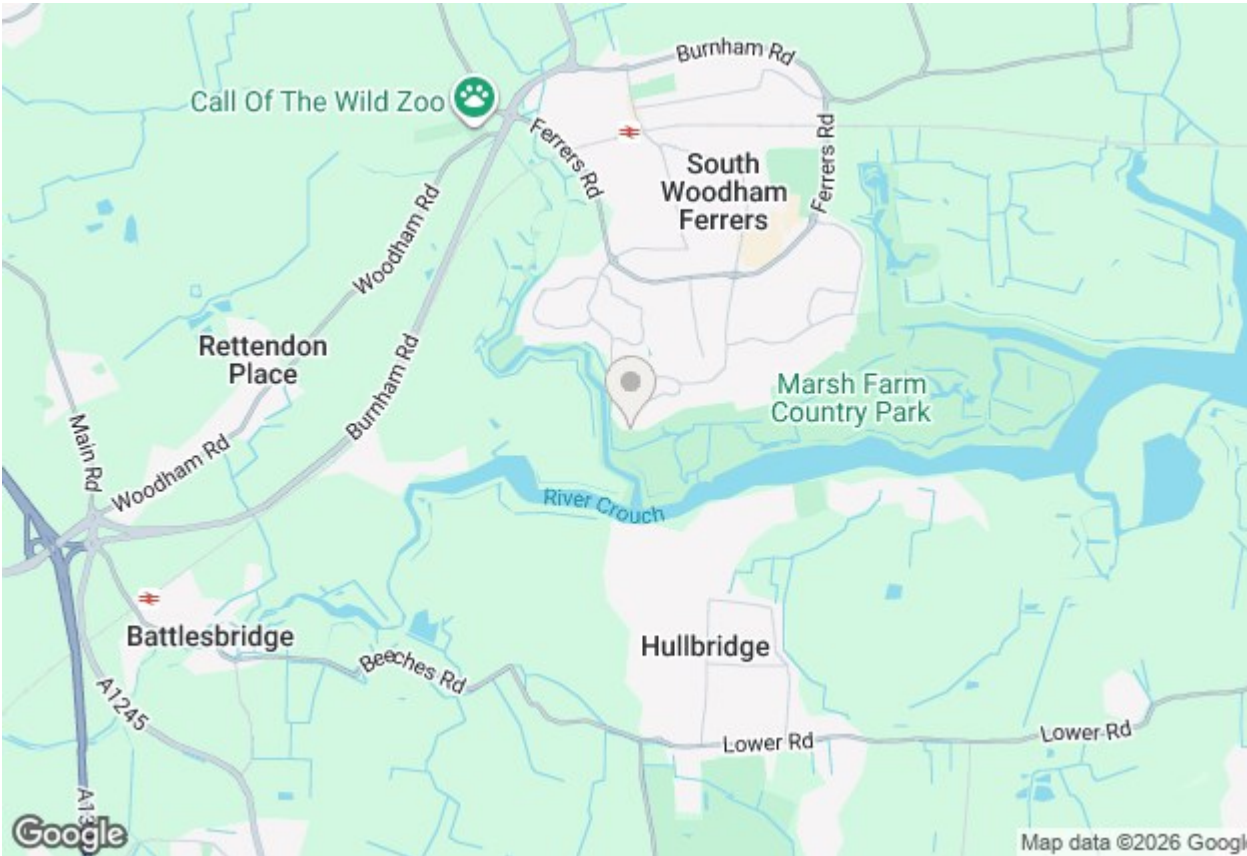 Burnham Rd
Call Of The Wild Zoo
Ferrers Rd
Ferrers Rd
South
Woodham
Ferrers
Woodham Rd
Rettendon
Place
Burnham Rd
Marsh Farm
Country Park
Main Rd
Woodham Rd
River Crouch
Battlesbridge
Hullbridge
Beeches Rd
A1245
Lower Rd
Lower Rd
Google
Map data ©2026 Google